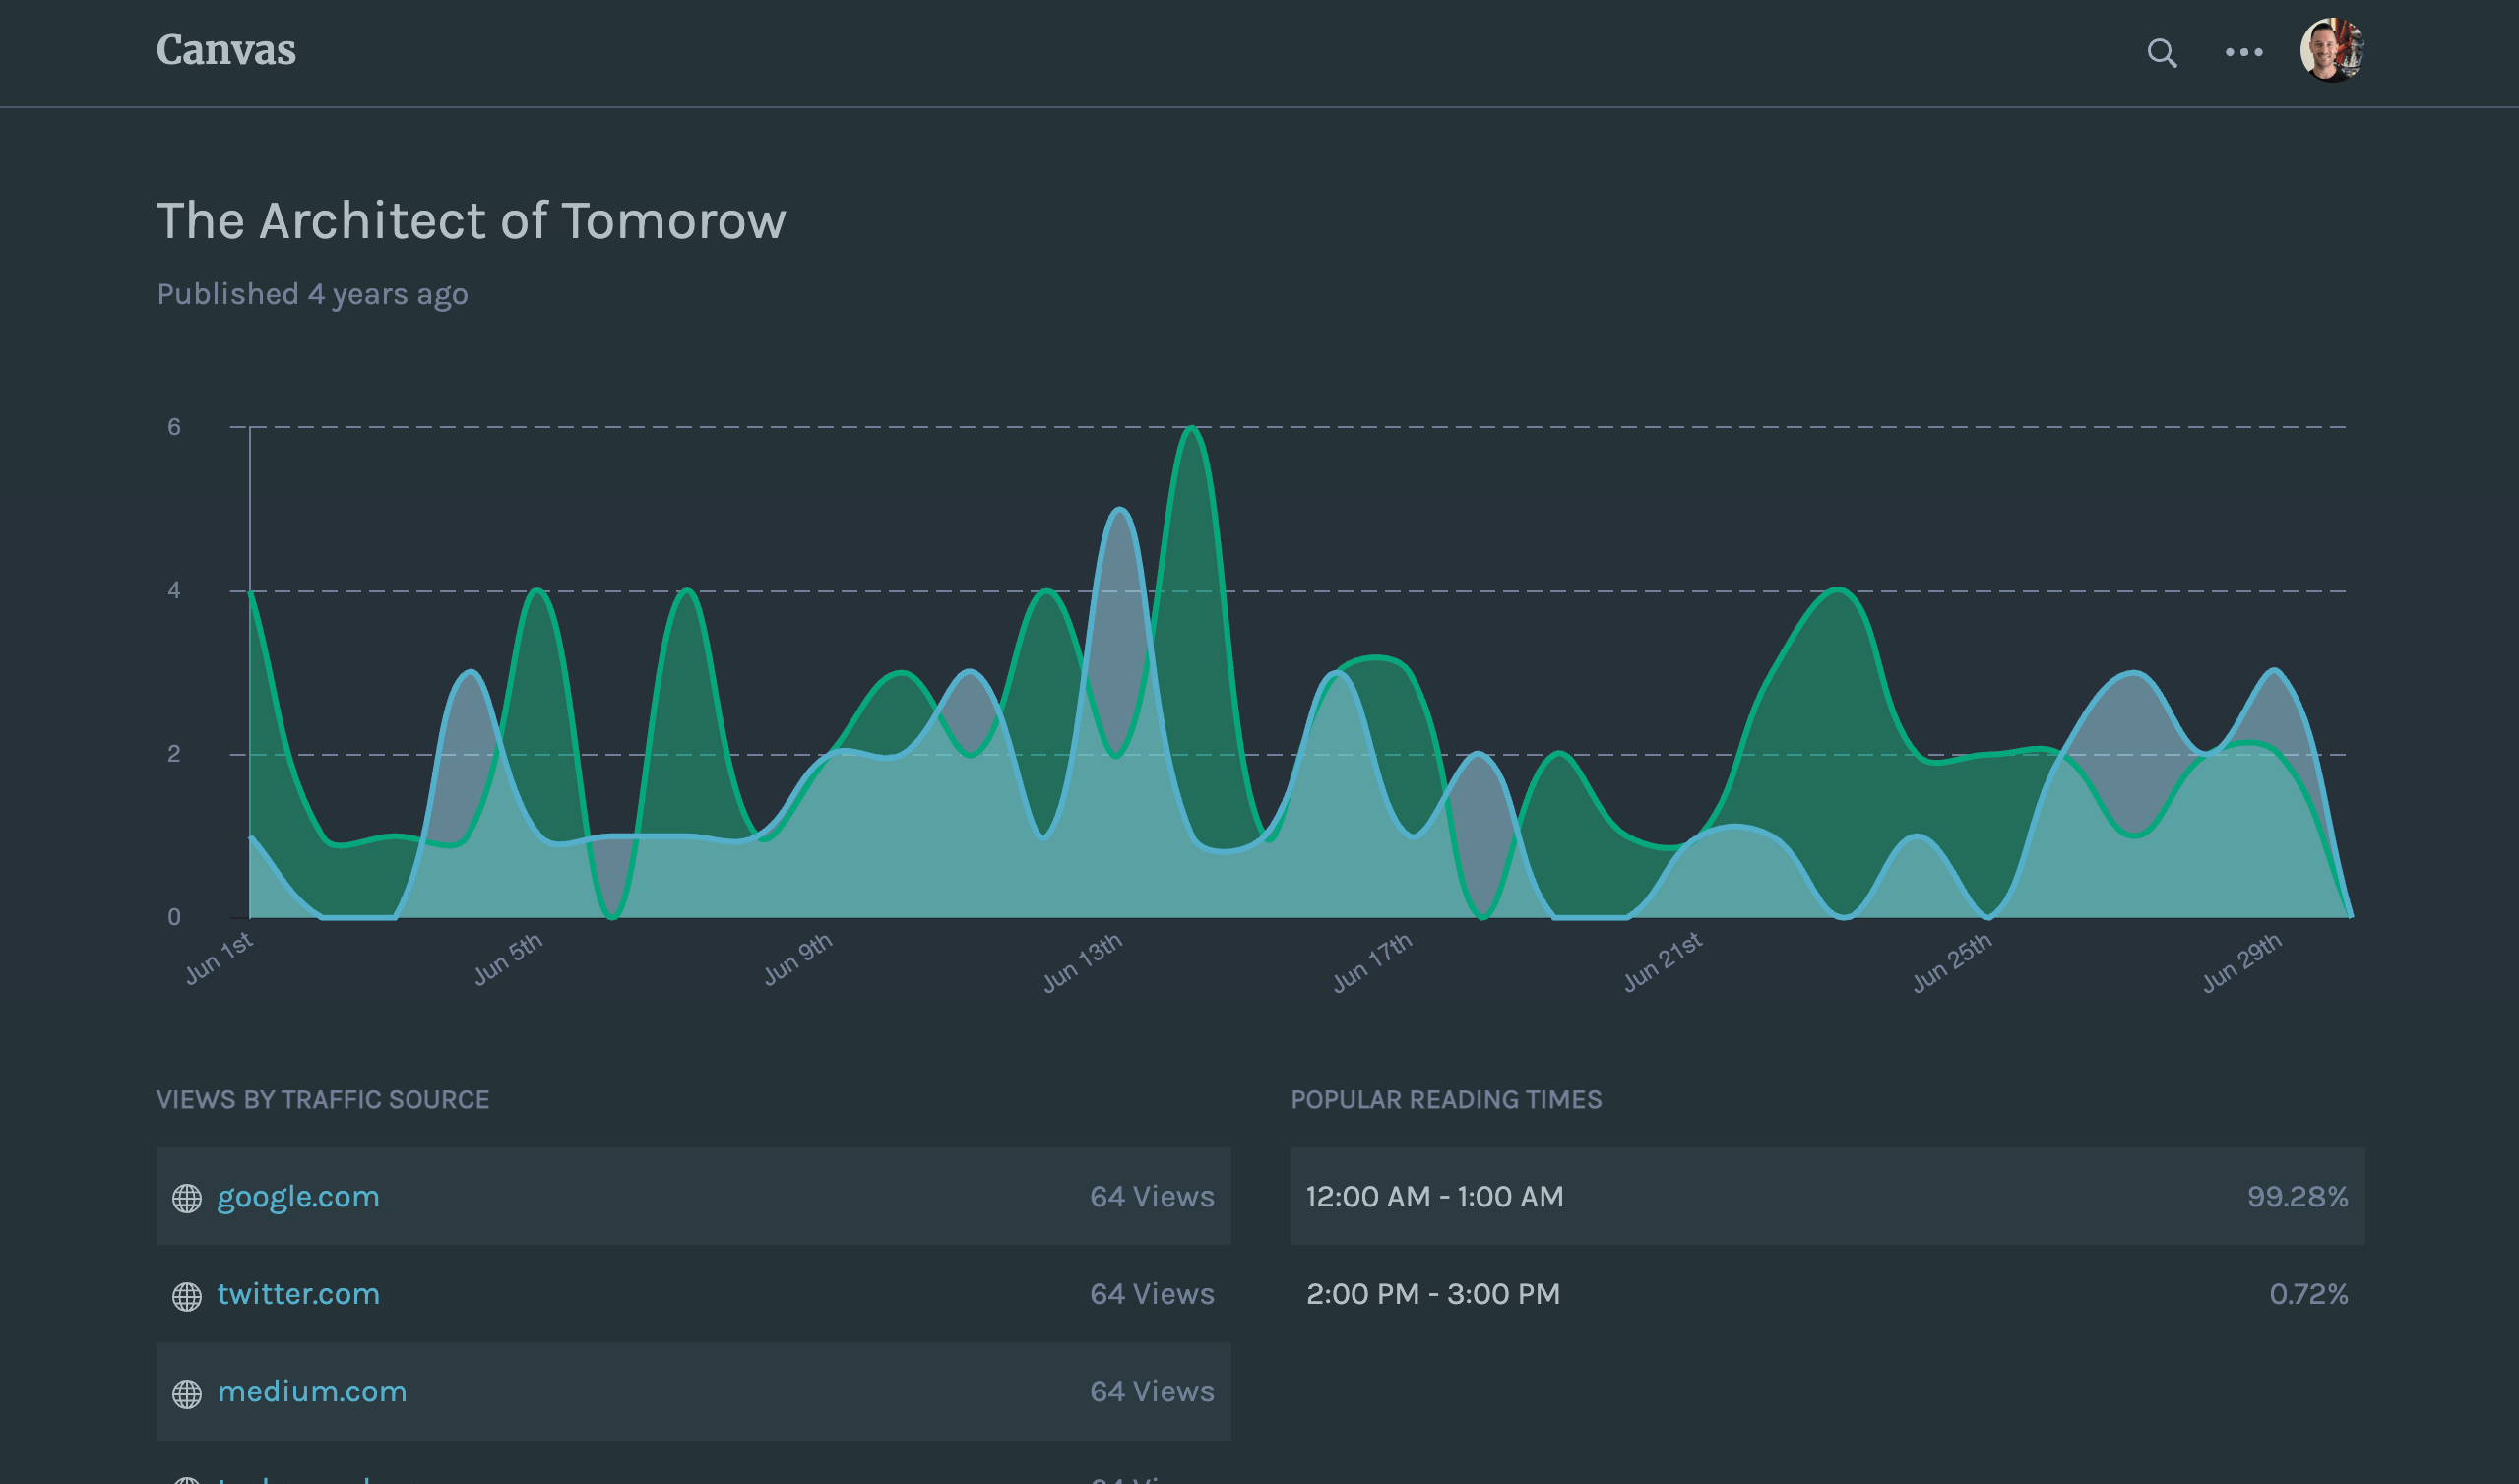 Canvas
The Architect of Tomorow
Published 4 years ago
6
4
2
0
Jun 1st
Jun 5th
Jun 9th
Jun 13th
Jun 17th
Jun 21st
Jun 25th
Jun 29th
VIEWS BY TRAFFIC SOURCE
google.com 64 Views
twitter.com 64 Views
medium.com 64 Views
POPULAR READING TIMES
12:00 AM - 1:00 AM 99.28%
2:00 PM - 3:00 PM 0.72%